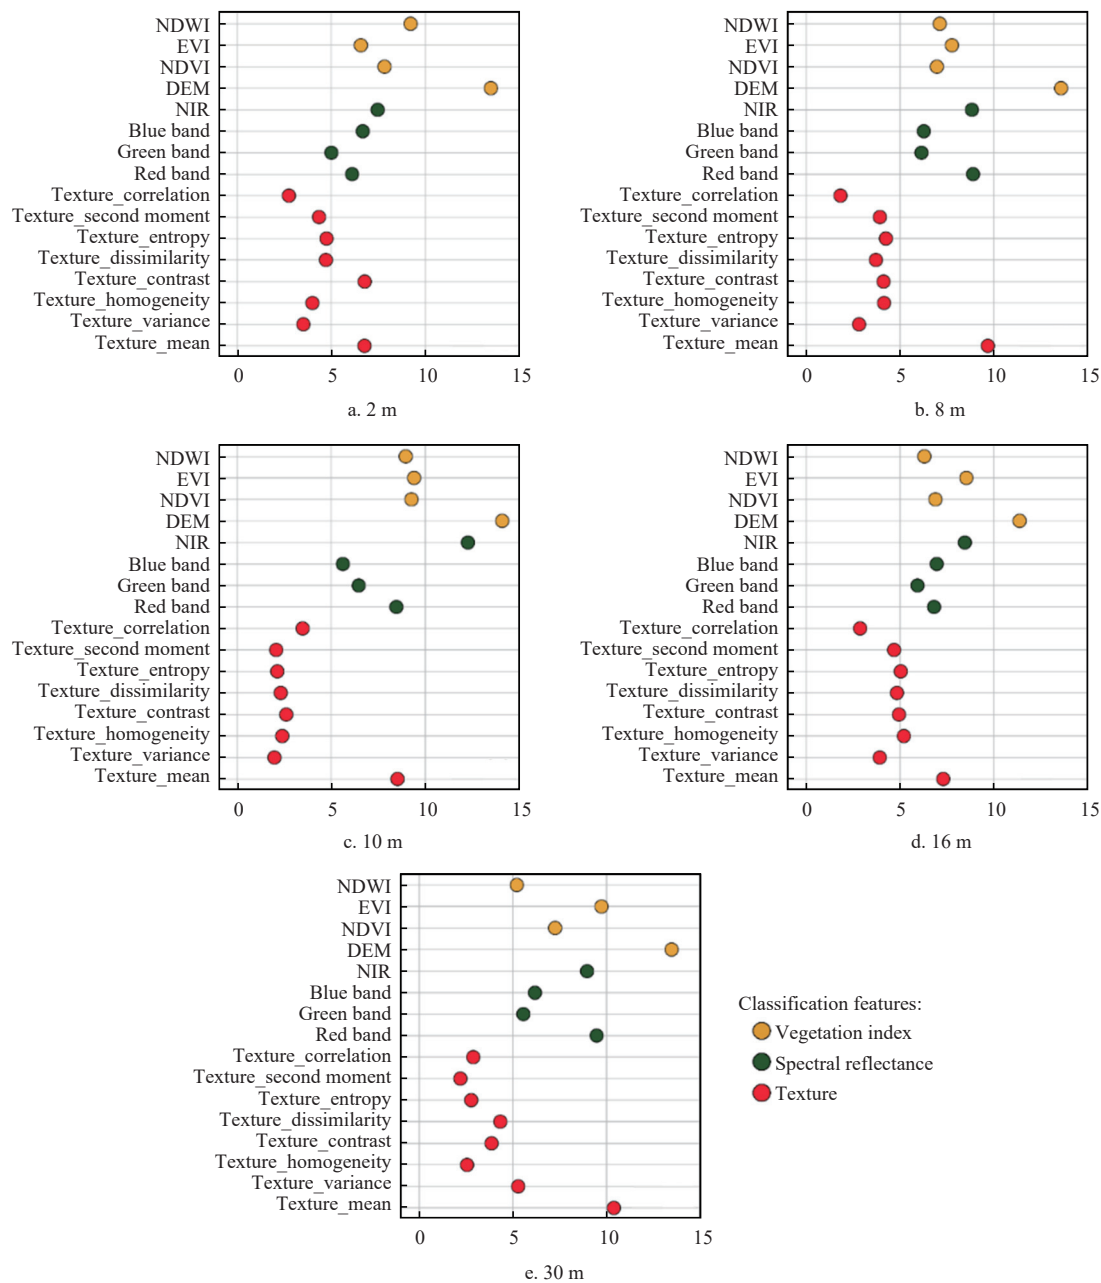 NDWI
EVI
NDVI
DEM
NIR
Blue band
Green band
Red band
Texture_correlation
Texture_second moment
Texture_entropy
Texture_dissimilarity
Texture_contrast
Texture_homogeneity
Texture_variance
Texture_mean
0 5 10 15
a. 2 m
NDWI
EVI
NDVI
DEM
NIR
Blue band
Green band
Red band
Texture_correlation
Texture_second moment
Texture_entropy
Texture_dissimilarity
Texture_contrast
Texture_homogeneity
Texture_variance
Texture_mean
0 5 10 15
b. 8 m
NDWI
EVI
NDVI
DEM
NIR
Blue band
Green band
Red band
Texture_correlation
Texture_second moment
Texture_entropy
Texture_dissimilarity
Texture_contrast
Texture_homogeneity
Texture_variance
Texture_mean
0 5 10 15
c. 10 m
NDWI
EVI
NDVI
DEM
NIR
Blue band
Green band
Red band
Texture_correlation
Texture_second moment
Texture_entropy
Texture_dissimilarity
Texture_contrast
Texture_homogeneity
Texture_variance
Texture_mean
0 5 10 15
d. 16 m
NDWI
EVI
NDVI
DEM
NIR
Blue band
Green band
Red band
Texture_correlation
Texture_second moment
Texture_entropy
Texture_dissimilarity
Texture_contrast
Texture_homogeneity
Texture_variance
Texture_mean
0 5 10 15
e. 30 m
Classification features:
Vegetation index
Spectral reflectance
Texture